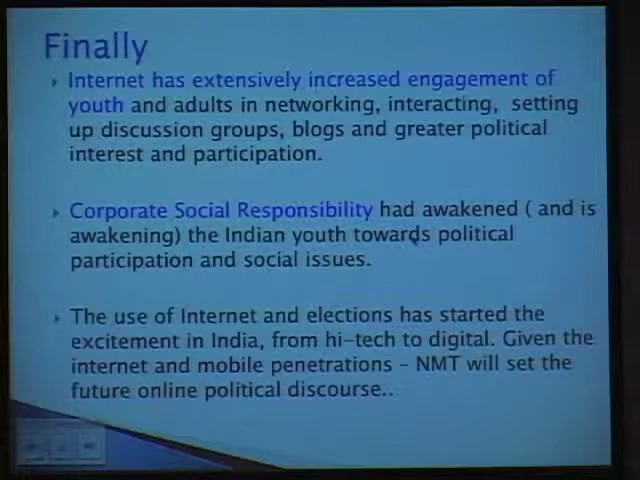 Finally
Internet has extensively increased engagement of
youth and adults in networking, interacting, setting
up discussion groups, blogs and greater political
interest and participation.
Corporate Social Responsibility had awakened ( and is
awakening) the Indian youth towards political
participation and social issues.
The use of Internet and elections has started the
excitement in India, from hi-tech to digital. Given the
internet and mobile penetrations – NMT will set the
future online political discourse..